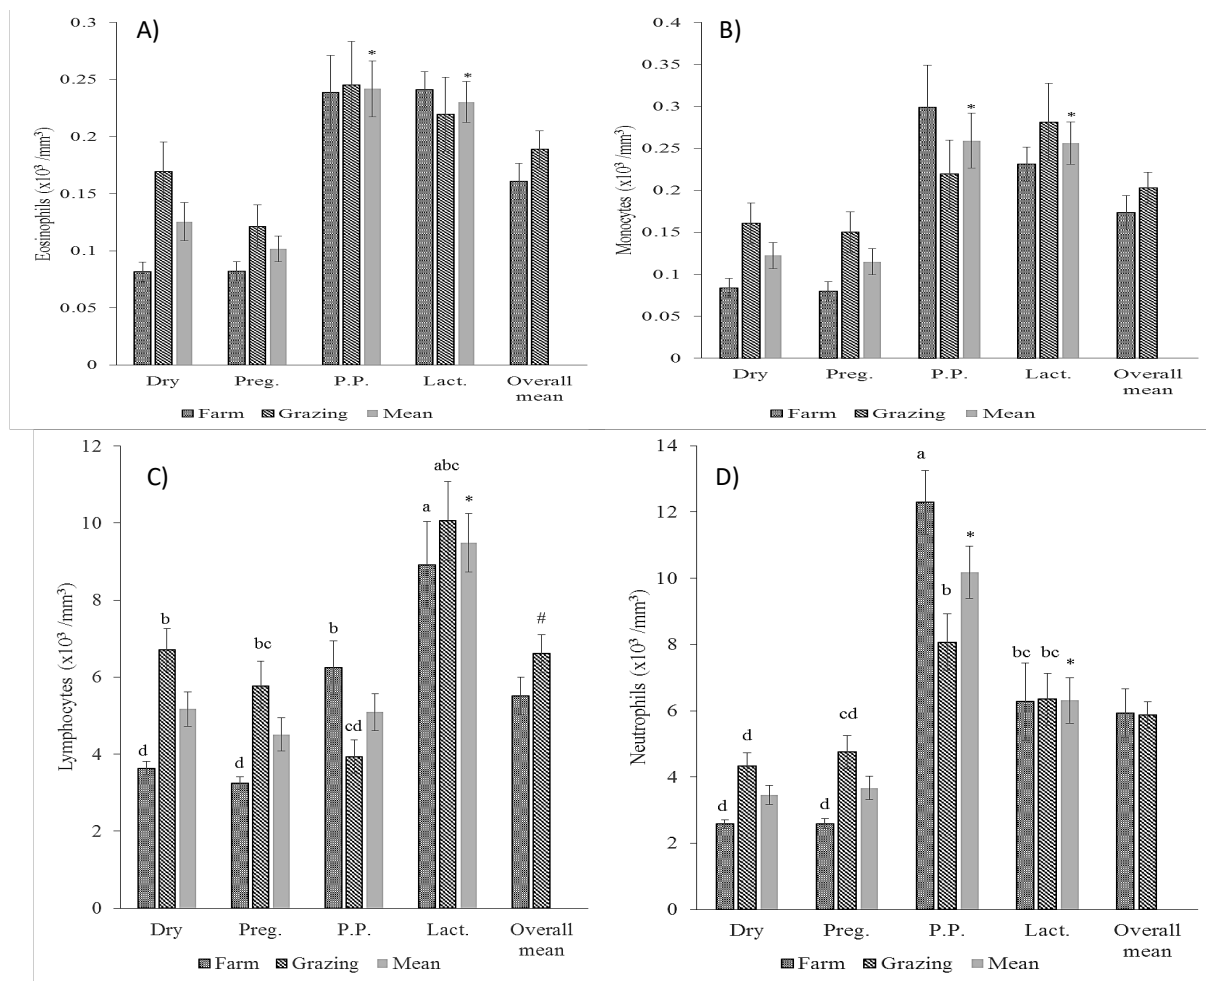 A)
Eosinophils (x10³ /mm³)
0.3
0.25
0.2
0.15
0.1
0.05
0
* *
Dry Preg. P.P. Lact. Overall mean
Farm Grazing Mean
B)
Monocytes (x10³ /mm³)
0.4
0.35
0.3
0.25
0.2
0.15
0.1
0.05
0
* *
Dry Preg. P.P. Lact. Overall
mean
Farm Grazing Mean
C)
Lymphocytes (x10³ /mm³)
12
10
8
6
4
2
0
d b d bc b cd a abc * #
Dry Preg. P.P. Lact. Overall
mean
Farm Grazing Mean
D)
Neutrophils (x10³ /mm³)
14
12
10
8
6
4
2
0
d d d cd a b * bc bc *
Dry Preg. P.P. Lact. Overall
mean
Farm Grazing Mean